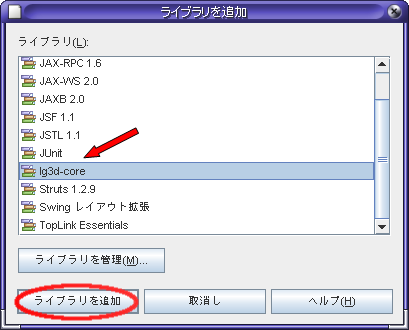 ライブラリを追加
ライブラリ(L):
JAX-RPC 1.6
JAX-WS 2.0
JAXB 2.0
JSF 1.1
JSTL 1.1
JUnit
lg3d-core
Struts 1.2.9
Swing レイアウト拡張
TopLink Essentials
ライブラリを管理(M)...
ライブラリを追加
取消し
ヘルプ(H)